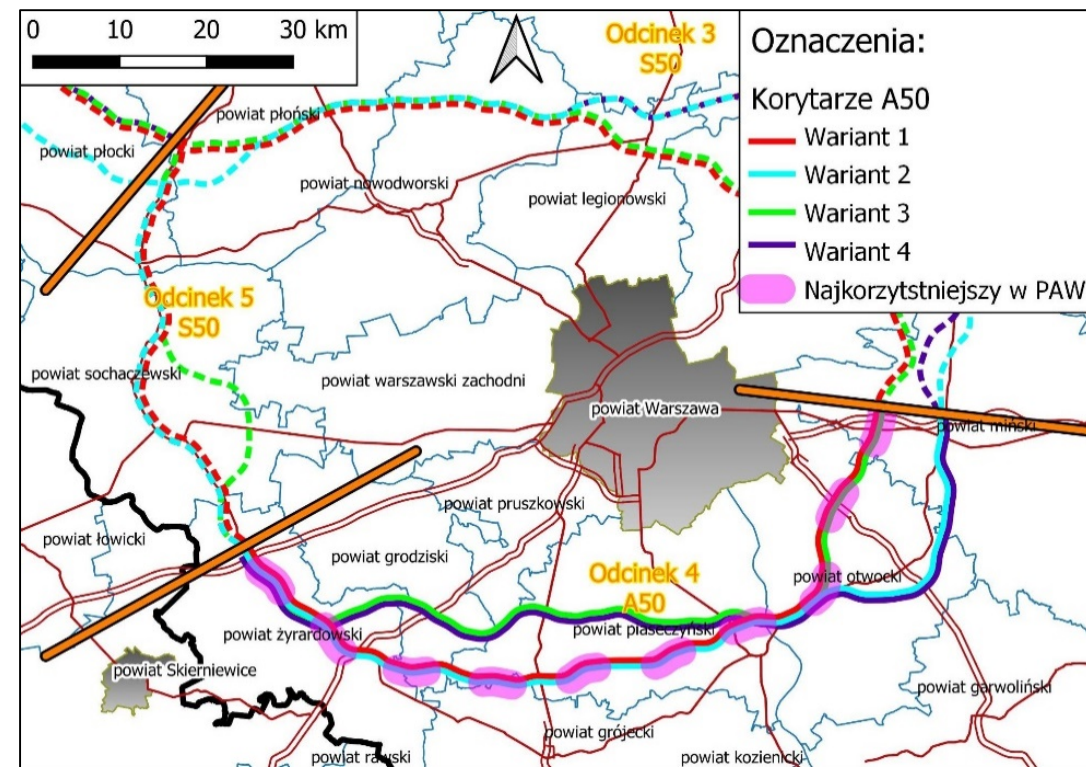 0 10 20 30 km
Odcinek 3
S50
Oznaczenia:
Korytarze A50
Wariant 1
Wariant 2
Wariant 3
Wariant 4
Najkorzytstniejszy w PAW
powiat płoński
powiat płocki
powiat nowodworski
powiat legionowski
Odcinek 5
S50
powiat sochaczewski
powiat warszawski zachodni
powiat Warszawa
powiat miński
powiat pruszkowski
powiat łowicki
powiat grodziski
Odcinek 4
A50
powiat otwocki
powiat żyrardowski
powiat piaseczyński
powiat Skierniewice
powiat garwoliński
powiat grójecki
powiat rawski
powiat kozienicki